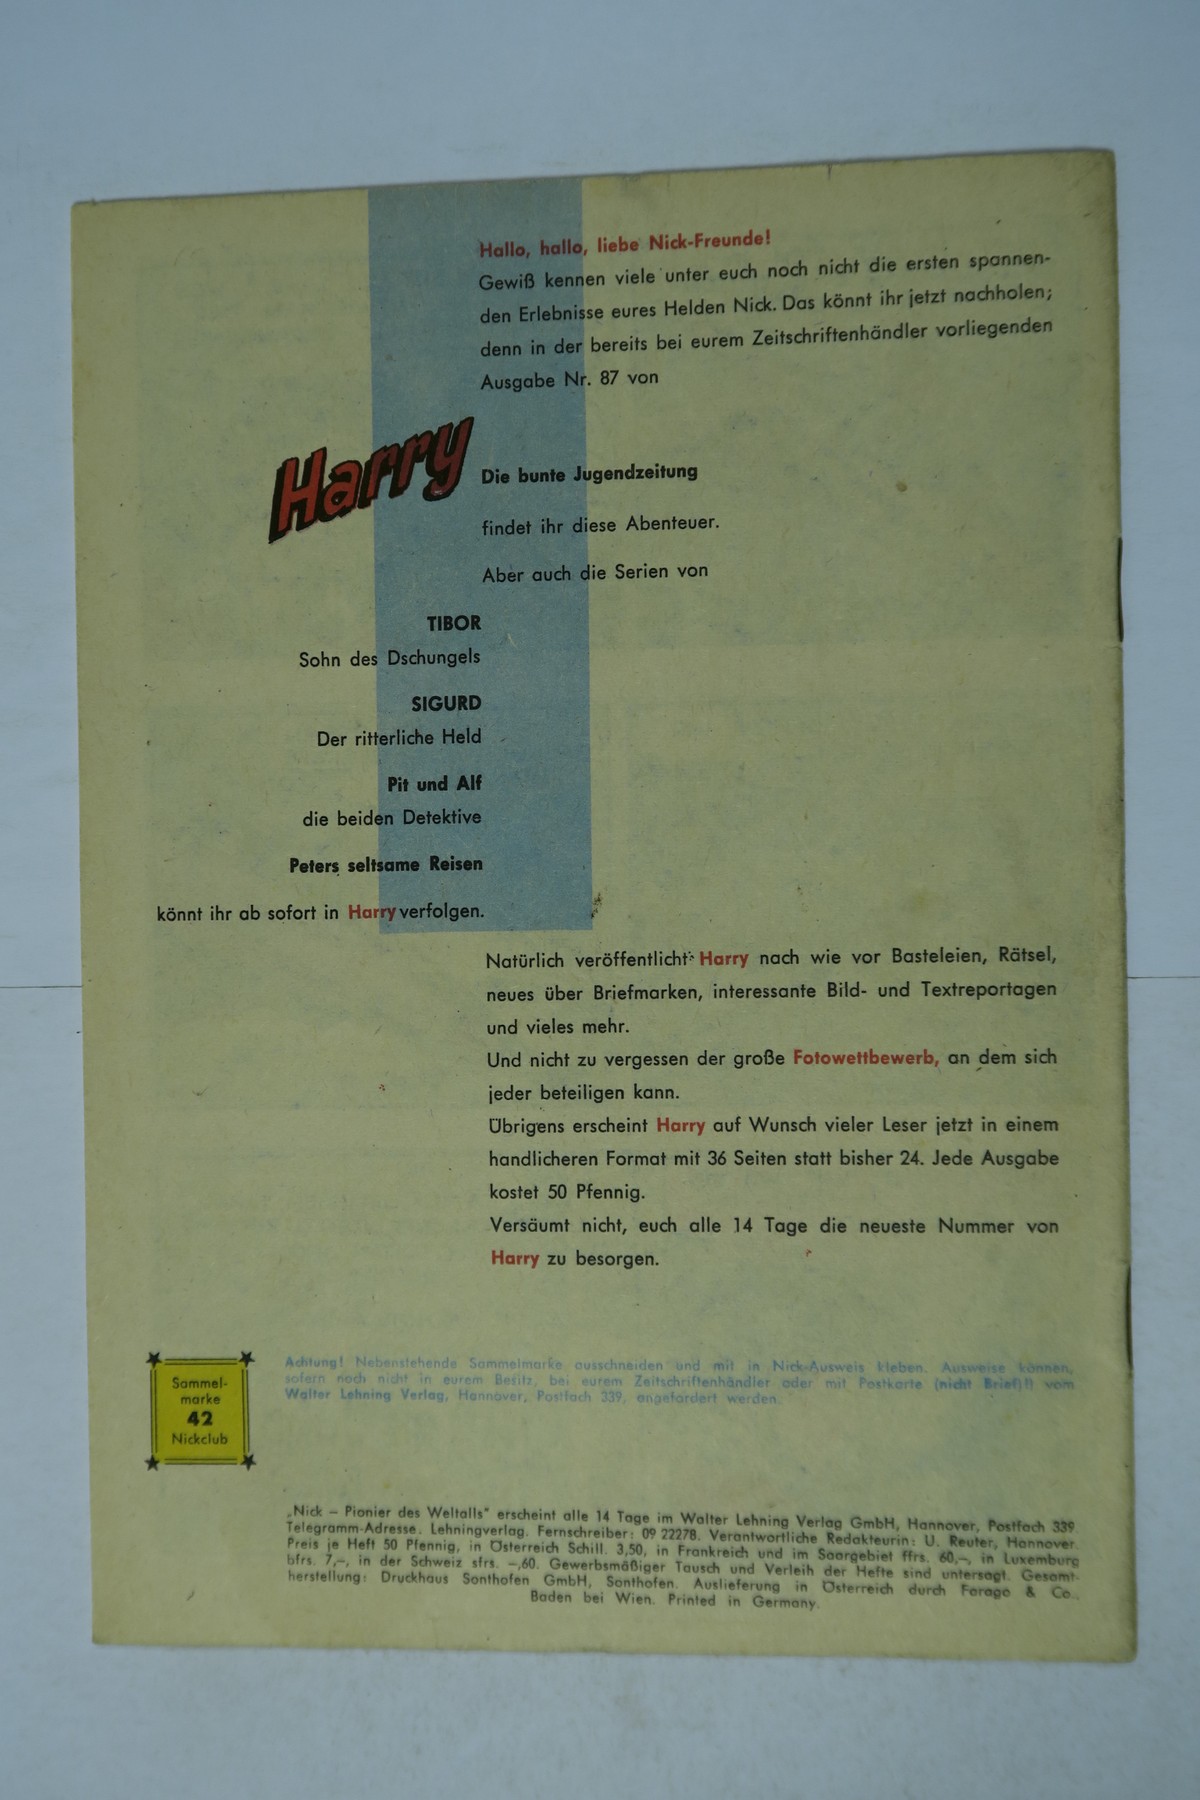 Hallo, hallo, liebe Nick-Freunde!
Gewiß kennen viele unter euch noch nicht die ersten spannen-
den Erlebnisse eures Helden Nick. Das könnt ihr jetzt nachholen;
denn in der bereits bei eurem Zeitschriftenhändler vorliegenden
Ausgabe Nr. 87 von
Harry
Die bunte Jugendzeitung
findet ihr diese Abenteuer.
Aber auch die Serien von
TIBOR
Sohn des Dschungels
SIGURD
Der ritterliche Held
Pit und Alf
die beiden Detektive
Peters seltsame Reisen
könnt ihr ab sofort in Harry verfolgen.
Natürlich veröffentlicht Harry nach wie vor Basteleien, Rätsel,
neues über Briefmarken, interessante Bild- und Textreportagen
und vieles mehr.
Und nicht zu vergessen der große Fotowettbewerb, an dem sich
jeder beteiligen kann.
Übrigens erscheint Harry auf Wunsch vieler Leser jetzt in einem
handlicheren Format mit 36 Seiten statt bisher 24. Jede Ausgabe
kostet 50 Pfennig.
Versäumt nicht, euch alle 14 Tage die neueste Nummer von
Harry zu besorgen.
Sammel-
marke
42
Nickclub
Achtung! Nebenstehende Sammelmarke ausschneiden und mit in Nick-Ausweis kleben. Ausweise können,
sofern noch nicht in eurem Besitz, bei eurem Zeitschriftenhändler oder mit Postkarte (nicht Brief)!! vom
Walter Lehning Verlag, Hannover, Postfach 339, angefordert werden.
„Nick – Pionier des Weltalls" erscheint alle 14 Tage im Walter Lehning Verlag GmbH, Hannover, Postfach 339
Telegramm-Adresse. Lehningverlag. Fernschreiber: 09 22278. Verantwortliche Redakteurin: U. Reuter, Hannover.
Preis je Heft 50 Pfennig, in Österreich Schill. 3,50, in Frankreich und im Saargebiet ffrs. 60,–, in Luxemburg
bfrs. 7,–, in der Schweiz sfrs. –,60. Gewerbsmäßiger Tausch und Verleih der Hefte sind untersagt. Gesamt-
herstellung: Druckhaus Sonthofen GmbH, Sonthofen. Auslieferung in Österreich durch Farago & Co.,
Baden bei Wien. Printed in Germany.